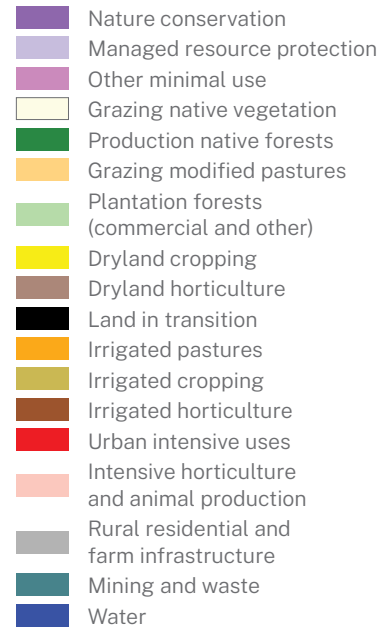 Nature conservation
Managed resource protection
Other minimal use
Grazing native vegetation
Production native forests
Grazing modified pastures
Plantation forests
(commercial and other)
Dryland cropping
Dryland horticulture
Land in transition
Irrigated pastures
Irrigated cropping
Irrigated horticulture
Urban intensive uses
Intensive horticulture
and animal production
Rural residential and
farm infrastructure
Mining and waste
Water